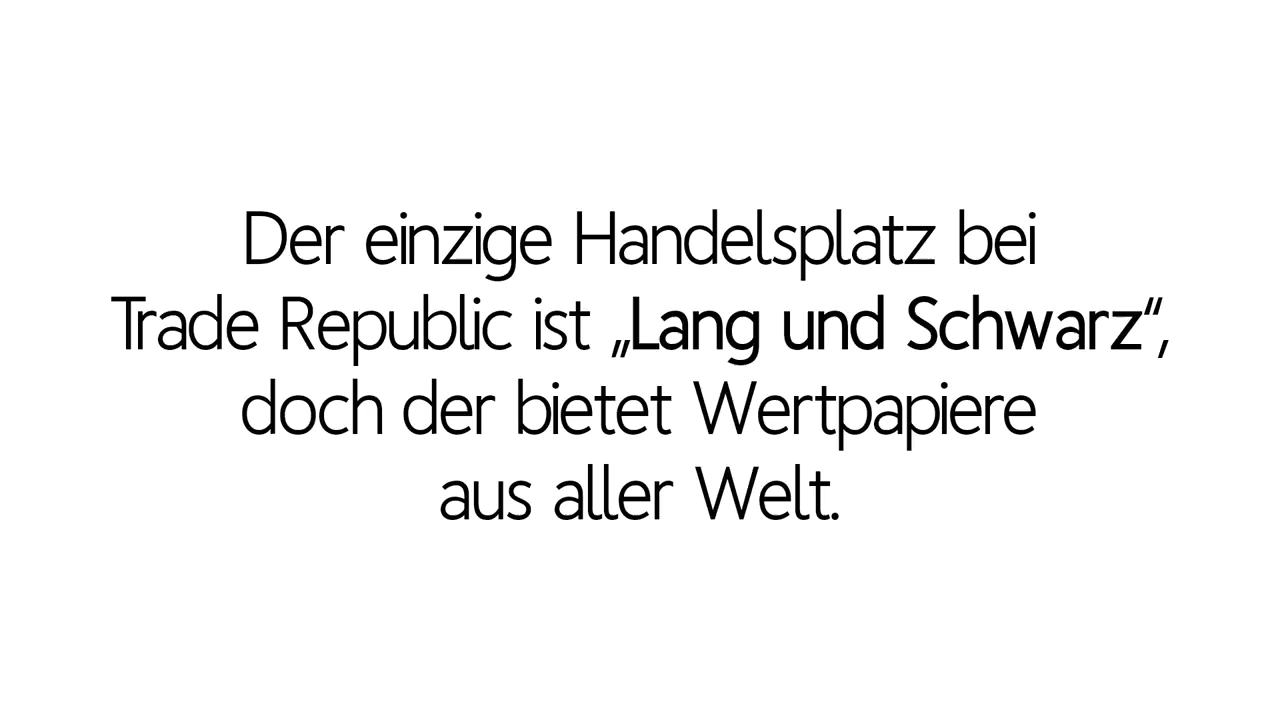 Der einzige Handelsplatz bei
Trade Republic ist „Lang und Schwarz“,
doch der bietet Wertpapiere
aus aller Welt.